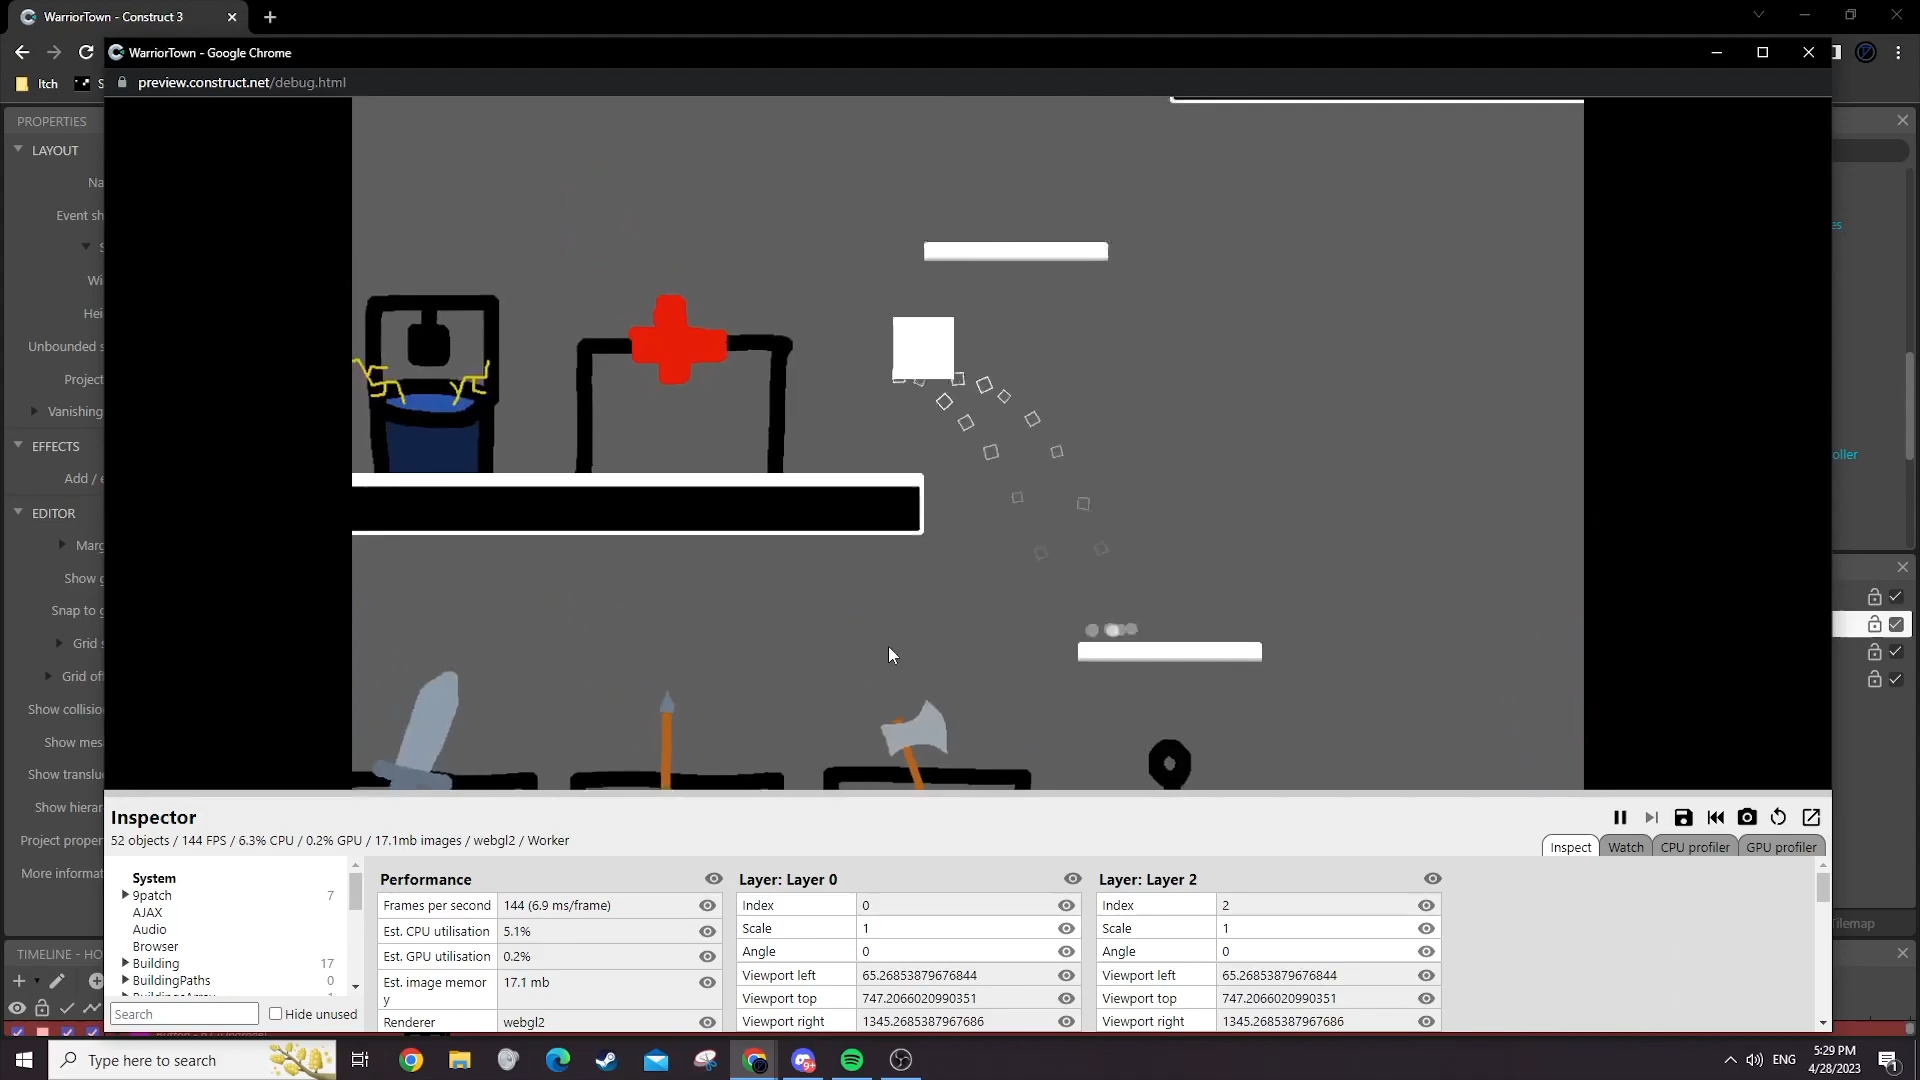 WarriorTown - Construct 3
WarriorTown - Google Chrome
Itch
S
preview.construct.net/debug.html
PROPERTIES
LAYOUT
Na
Event sh
S
Wi
Hei
Unbounded s
Project
Vanishing
EFFECTS
Add / e
EDITOR
Marg
Show g
Snap to g
Grid s
Grid of
Show collisio
Show mes
Show translu
Show hierar
Project proper
More informat
TIMELINE - HO
es
oller
Tilemap
Inspector
52 objects / 144 FPS / 6.3% CPU / 0.2% GPU / 17.1mb images / webgl2 / Worker
Inspect
Watch
CPU profiler
GPU profiler
System
9patch 7
AJAX
Audio
Browser
Building 17
BuildingPaths 0
Search
Hide unused
Performance
Frames per second 144 (6.9 ms/frame)
Est. CPU utilisation 5.1%
Est. GPU utilisation 0.2%
Est. image memor
y 17.1 mb
Renderer webgl2
Layer: Layer 0
Index 0
Scale 1
Angle 0
Viewport left 65.26853879676844
Viewport top 747.2066020990351
Viewport right 1345.2685387967686
Layer: Layer 2
Index 2
Scale 1
Angle 0
Viewport left 65.26853879676844
Viewport top 747.2066020990351
Viewport right 1345.2685387967686
Type here to search
9+
ENG
5:29 PM
4/28/2023
1